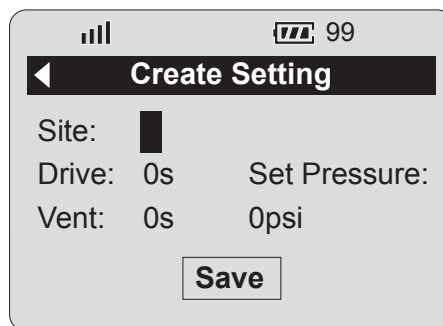 99
Create Setting
Site:
Drive: 0s Set Pressure:
Vent: 0s 0psi
Save